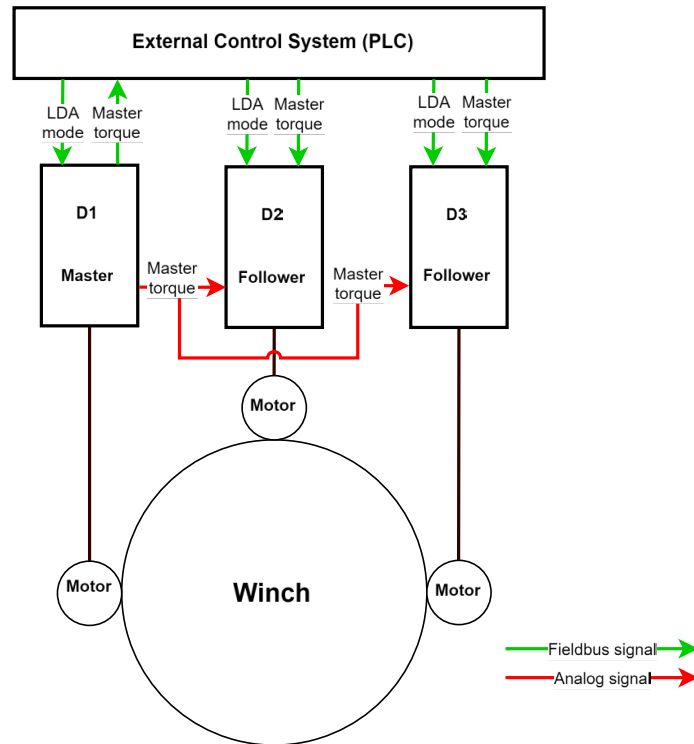 External Control System (PLC)
LDA
mode
Master
torque
LDA
mode
Master
torque
LDA
mode
Master
torque
D1
Master
D2
Follower
D3
Follower
Master
torque
Master
torque
Motor
Motor
Motor
Winch
Fieldbus signal
Analog signal